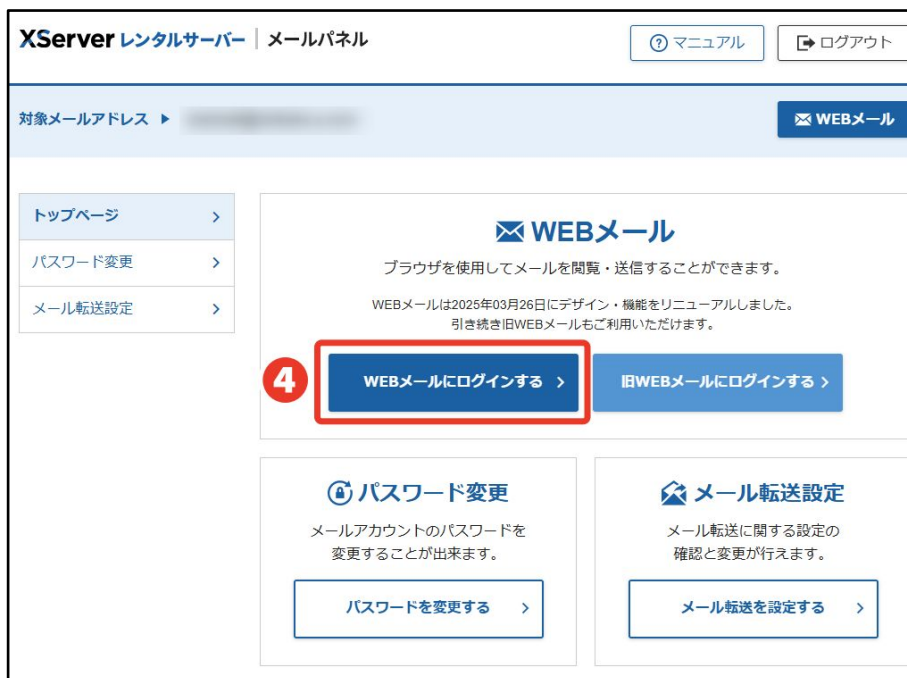 XServer レンタルサーバー | メールパネル
マニュアル
ログアウト
対象メールアドレス
WEBメール
トップページ
パスワード変更
メール転送設定
WEBメール
ブラウザを使用してメールを閲覧・送信することができます。
WEBメールは2025年03月26日にデザイン・機能をリニューアルしました。
引き続き旧WEBメールもご利用いただけます。
4
WEBメールにログインする
旧WEBメールにログインする
パスワード変更
メールアカウントのパスワードを
変更することが出来ます。
パスワードを変更する
メール転送設定
メール転送に関する設定の
確認と変更が行えます。
メール転送を設定する